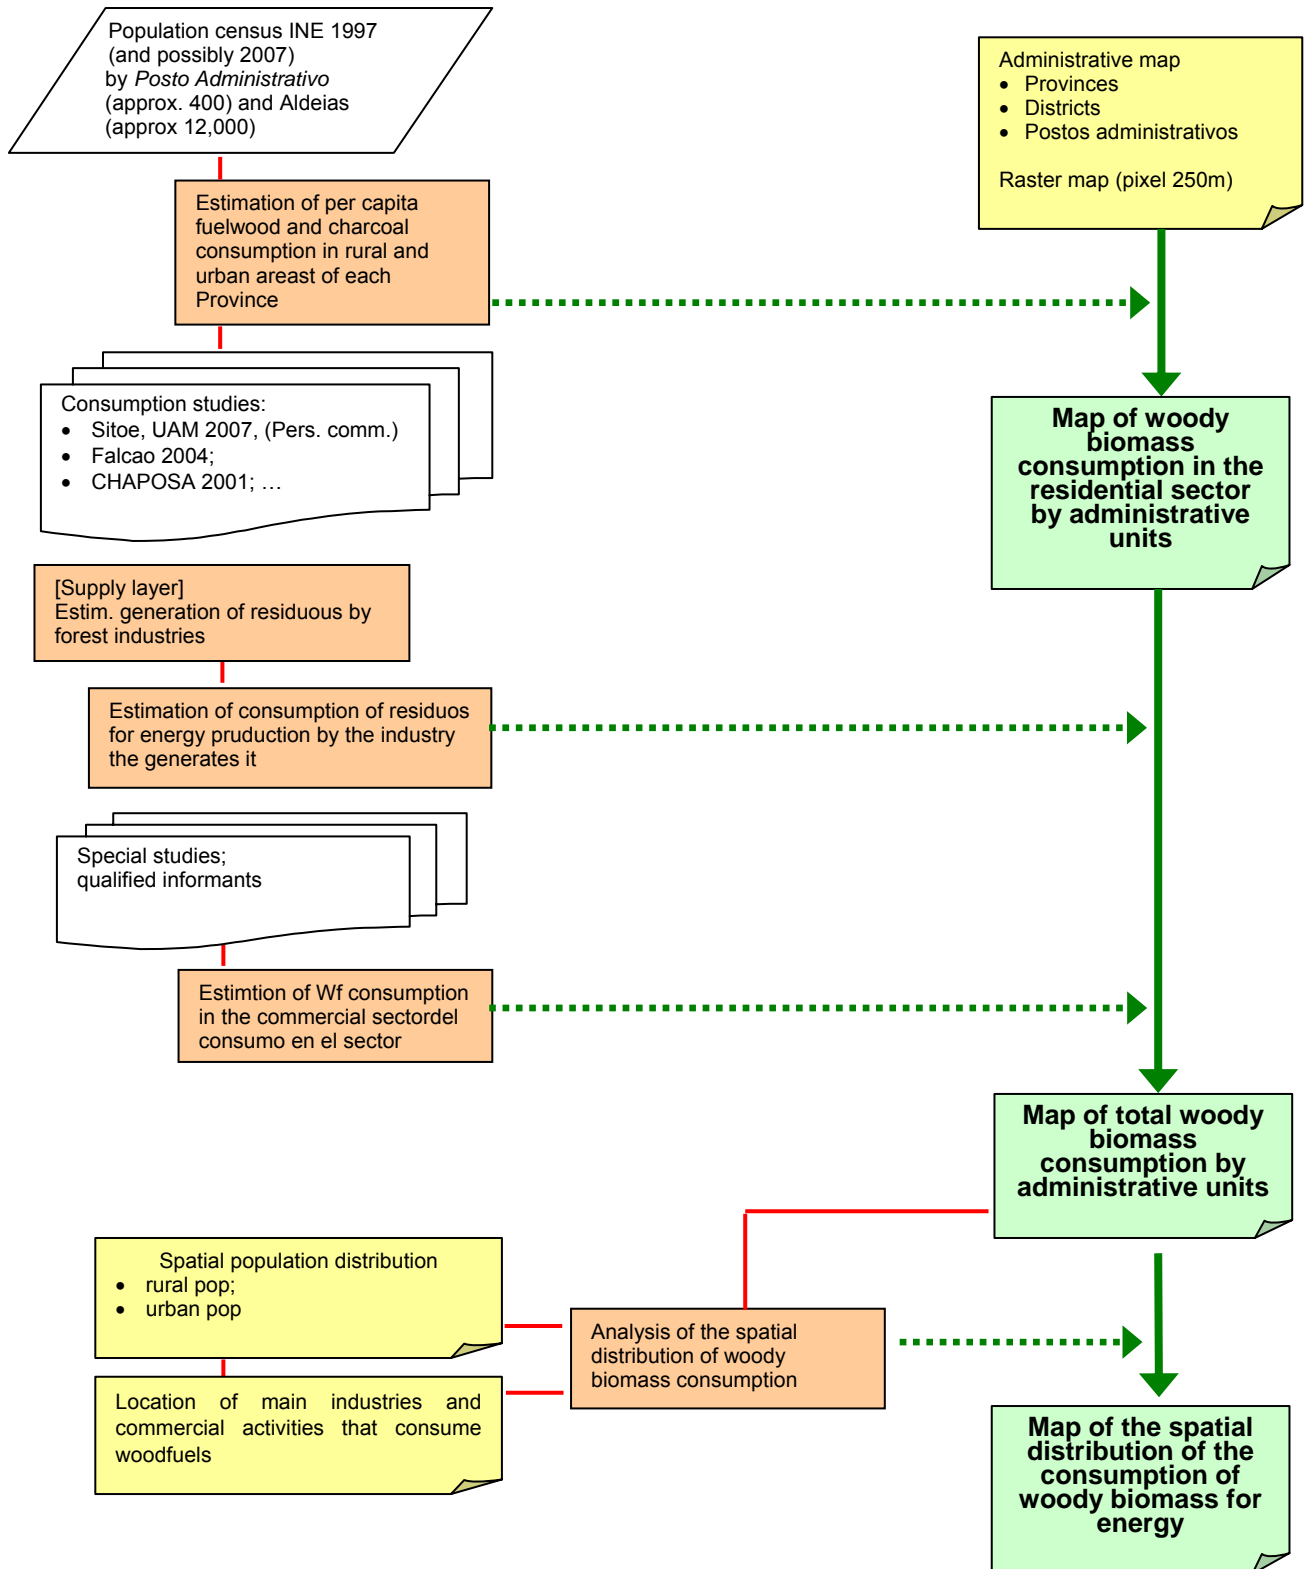 Population census INE 1997
(and possibly 2007)
by Posto Administrativo
(approx. 400) and Aldeias
(approx 12,000)
Administrative map
• Provinces
• Districts
• Postos administrativos
Raster map (pixel 250m)
Estimation of per capita
fuelwood and charcoal
consumption in rural and
urban areast of each
Province
Consumption studies:
• Sitoe, UAM 2007, (Pers. comm.)
• Falcao 2004;
• CHAPOSA 2001; …
Map of woody
biomass
consumption in the
residential sector
by administrative
units
[Supply layer]
Estim. generation of residuous by
forest industries
Estimation of consumption of residuos
for energy pruduction by the industry
the generates it
Special studies;
qualified informants
Estimtion of Wf consumption
in the commercial sectordel
consumo en el sector
Map of total woody
biomass
consumption by
administrative units
Spatial population distribution
• rural pop;
• urban pop
Analysis of the spatial
distribution of woody
biomass consumption
Location of main industries and
commercial activities that consume
woodfuels
Map of the spatial
distribution of the
consumption of
woody biomass for
energy